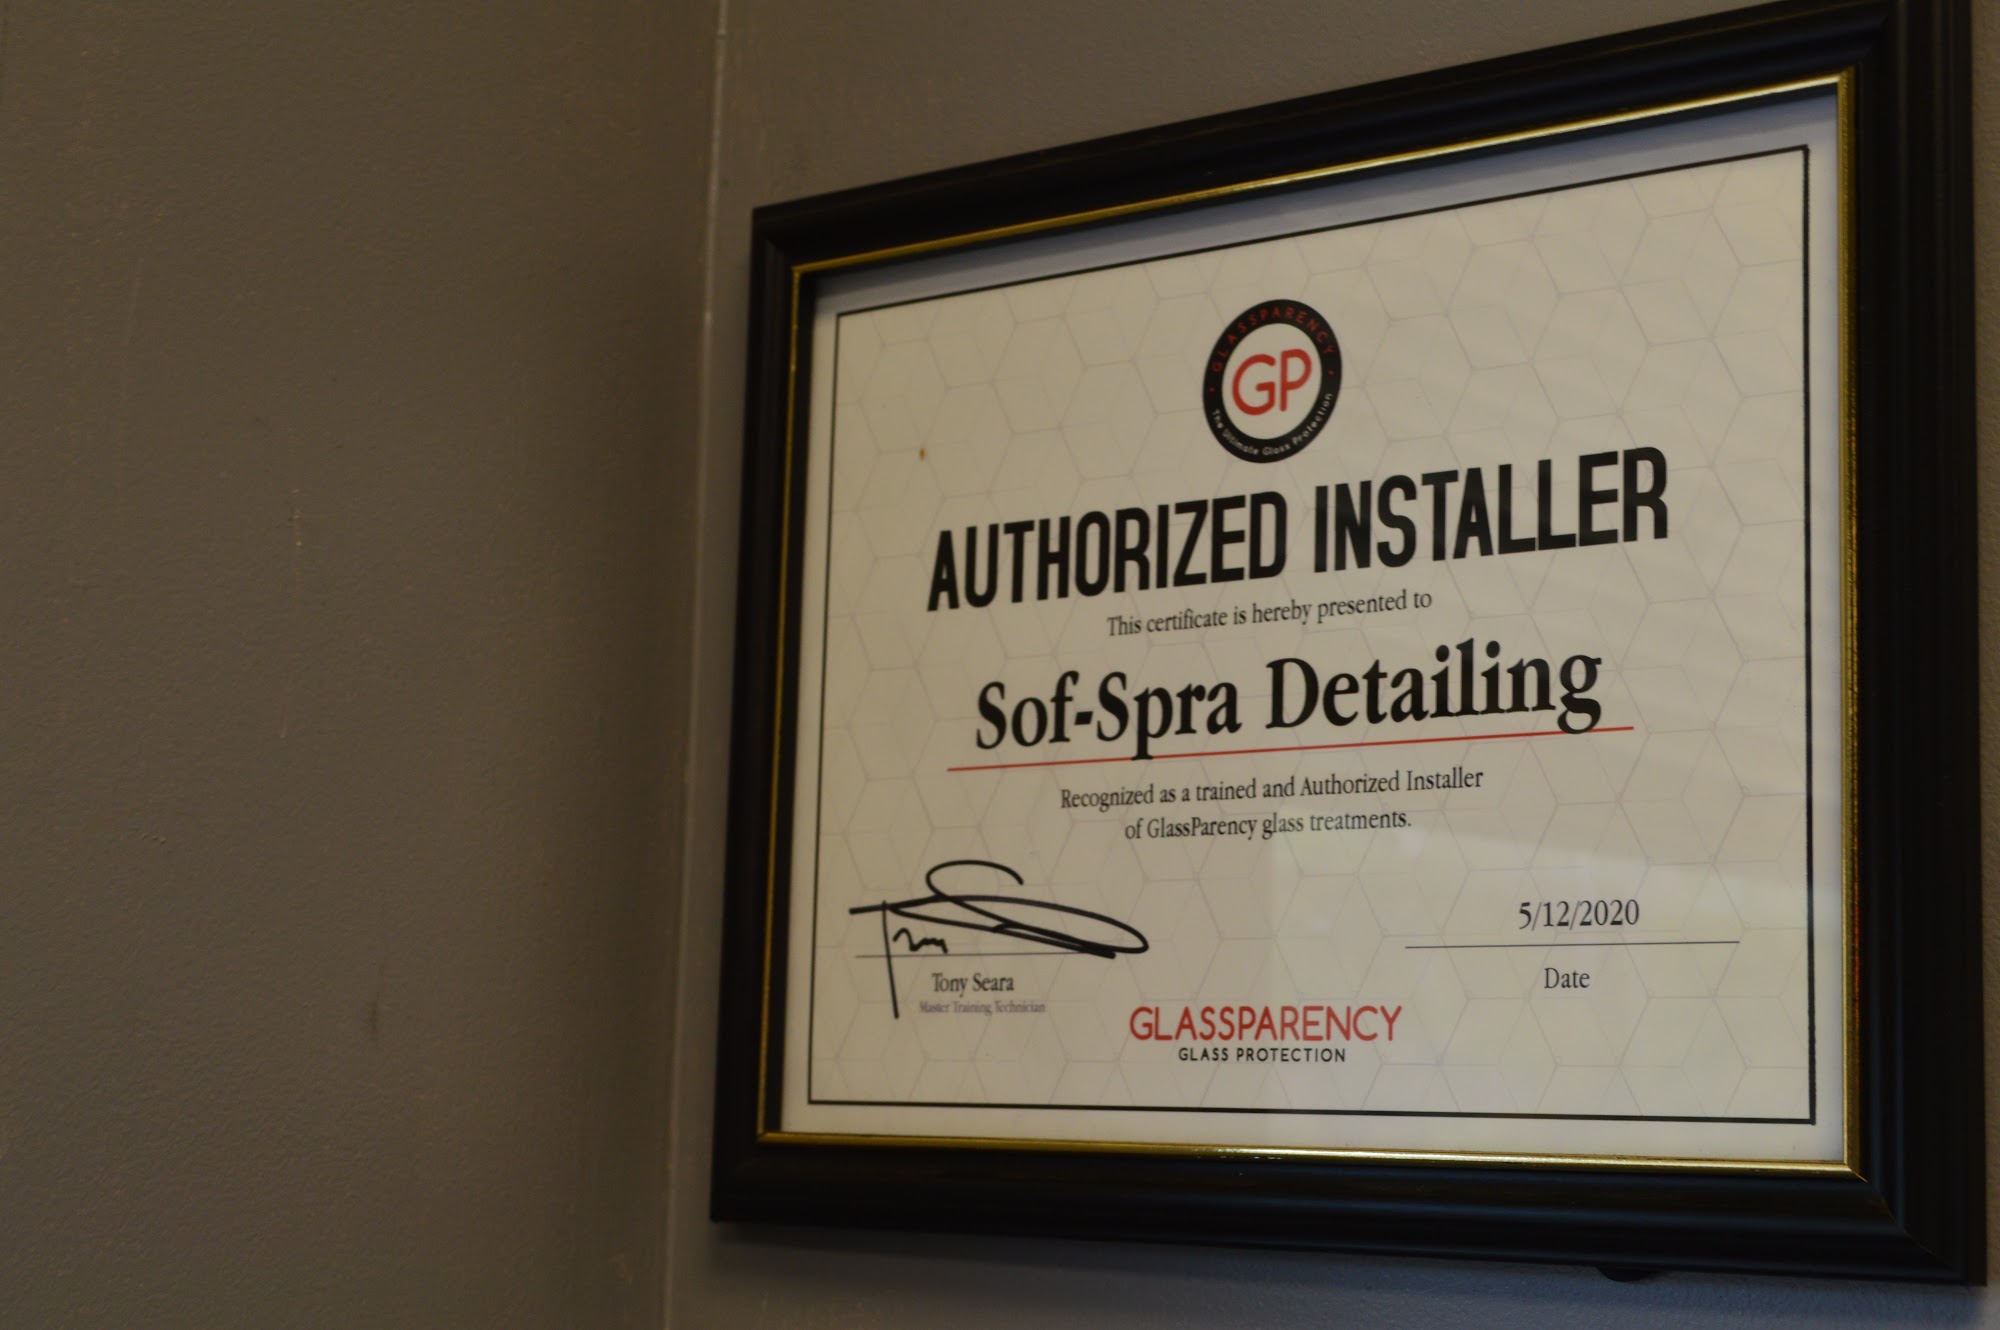 GLASSPARENCY
GP
The Ultimate Glass Protection
AUTHORIZED INSTALLER
This certificate is hereby presented to
Sof-Spra Detailing
Recognized as a trained and Authorized Installer
of GlassParency glass treatments.
Tony
5/12/2020
Tony Seara
Date
Master Training Technician
GLASSPARENCY
GLASS PROTECTION